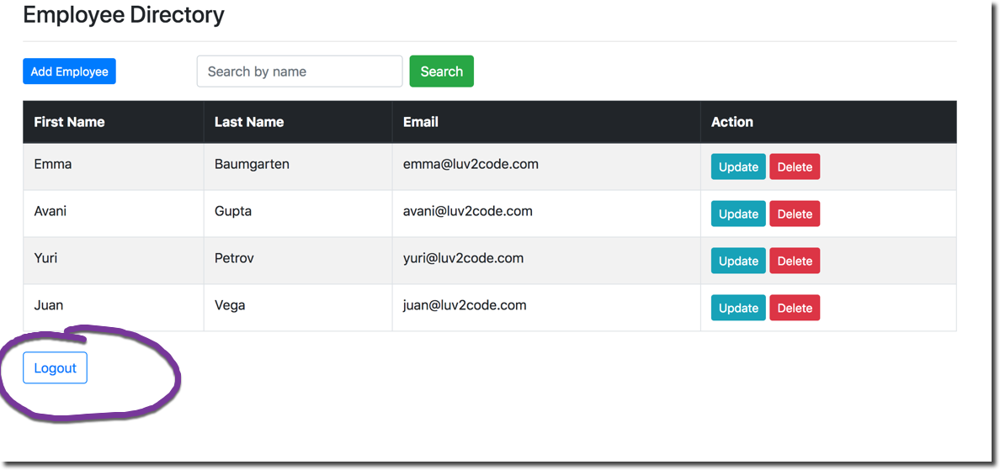 Employee Directory
Add Employee Search by name Search
First Name Last Name Email Action
Emma Baumgarten emma@luv2code.com Update Delete
Avani Gupta avani@luv2code.com Update Delete
Yuri Petrov yuri@luv2code.com Update Delete
Juan Vega juan@luv2code.com Update Delete
Logout